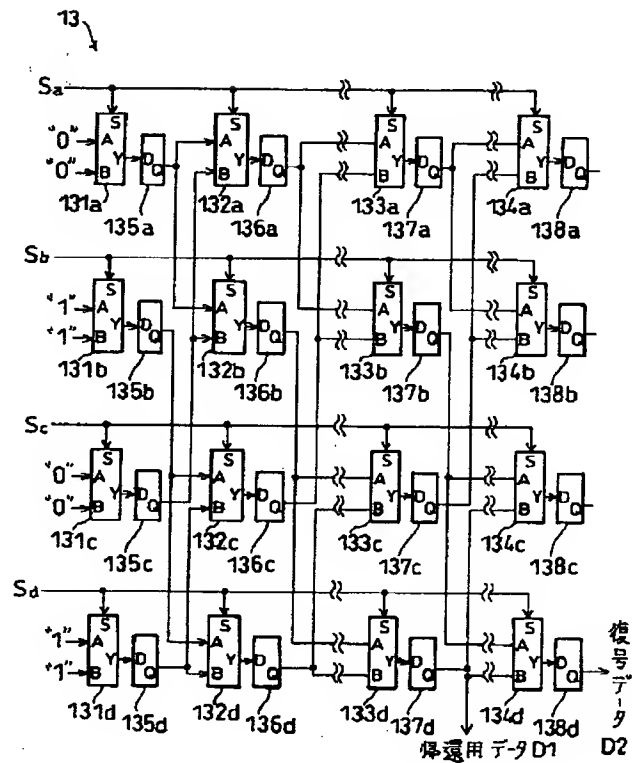 13
Sa
S S S S
"0" A A A A
Y D Y D Y D Y D
"0" B Q B Q B Q B Q
131a 135a 132a 136a 133a 137a 134a 138a
Sb
S S S S
"1" A A A A
Y D Y D Y D Y D
"1" B Q B Q B Q B Q
131b 135b 132b 136b 133b 137b 134b 138b
Sc
S S S S
"0" A A A A
Y D Y D Y D Y D
"0" B Q B Q B Q B Q
131c 135c 132c 136c 133c 137c 134c 138c
Sd
S S S S
"1" A A A A
Y D Y D Y D Y D
"1" B Q B Q B Q B Q
131d 135d 132d 136d 133d 137d 134d 138d
帰還用データD1
復号データ
D2